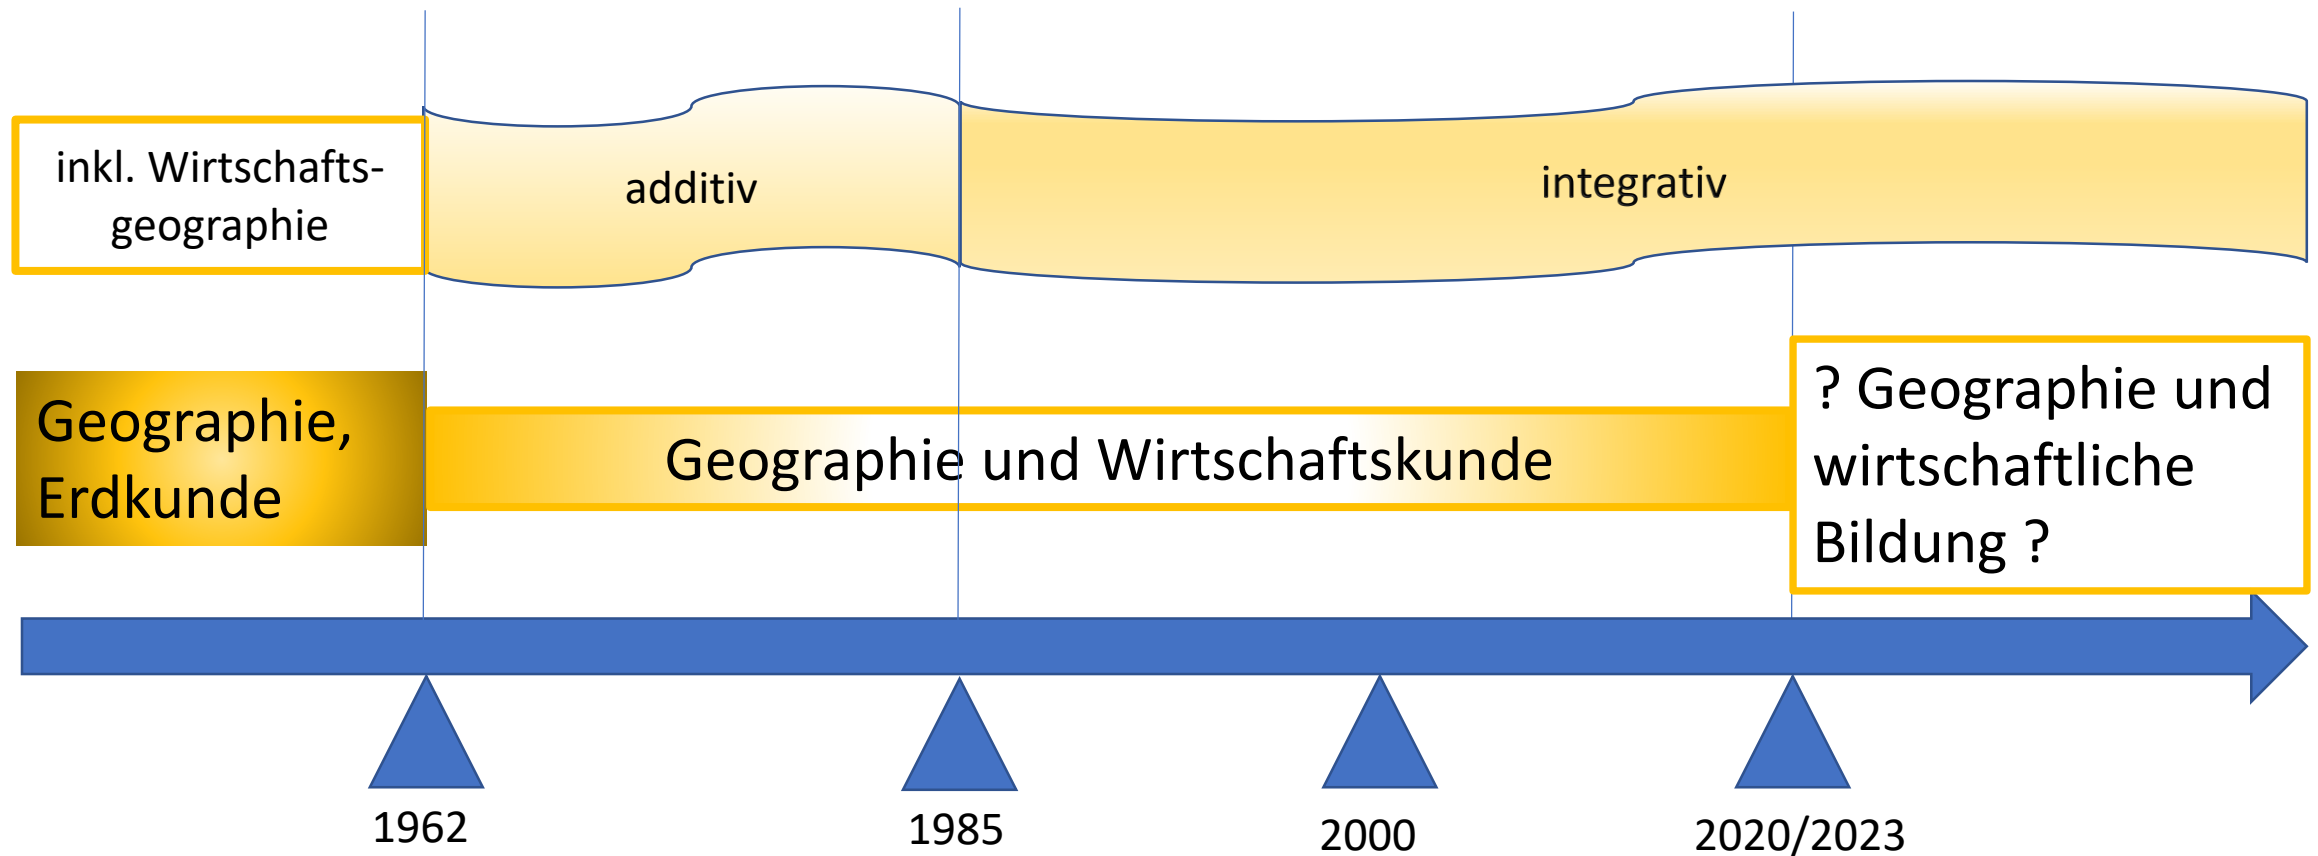 inkl. Wirtschafts-
geographie
additiv
integrativ
Geographie,
Erdkunde
Geographie und Wirtschaftskunde
? Geographie und
wirtschaftliche
Bildung ?
1962
1985
2000
2020/2023